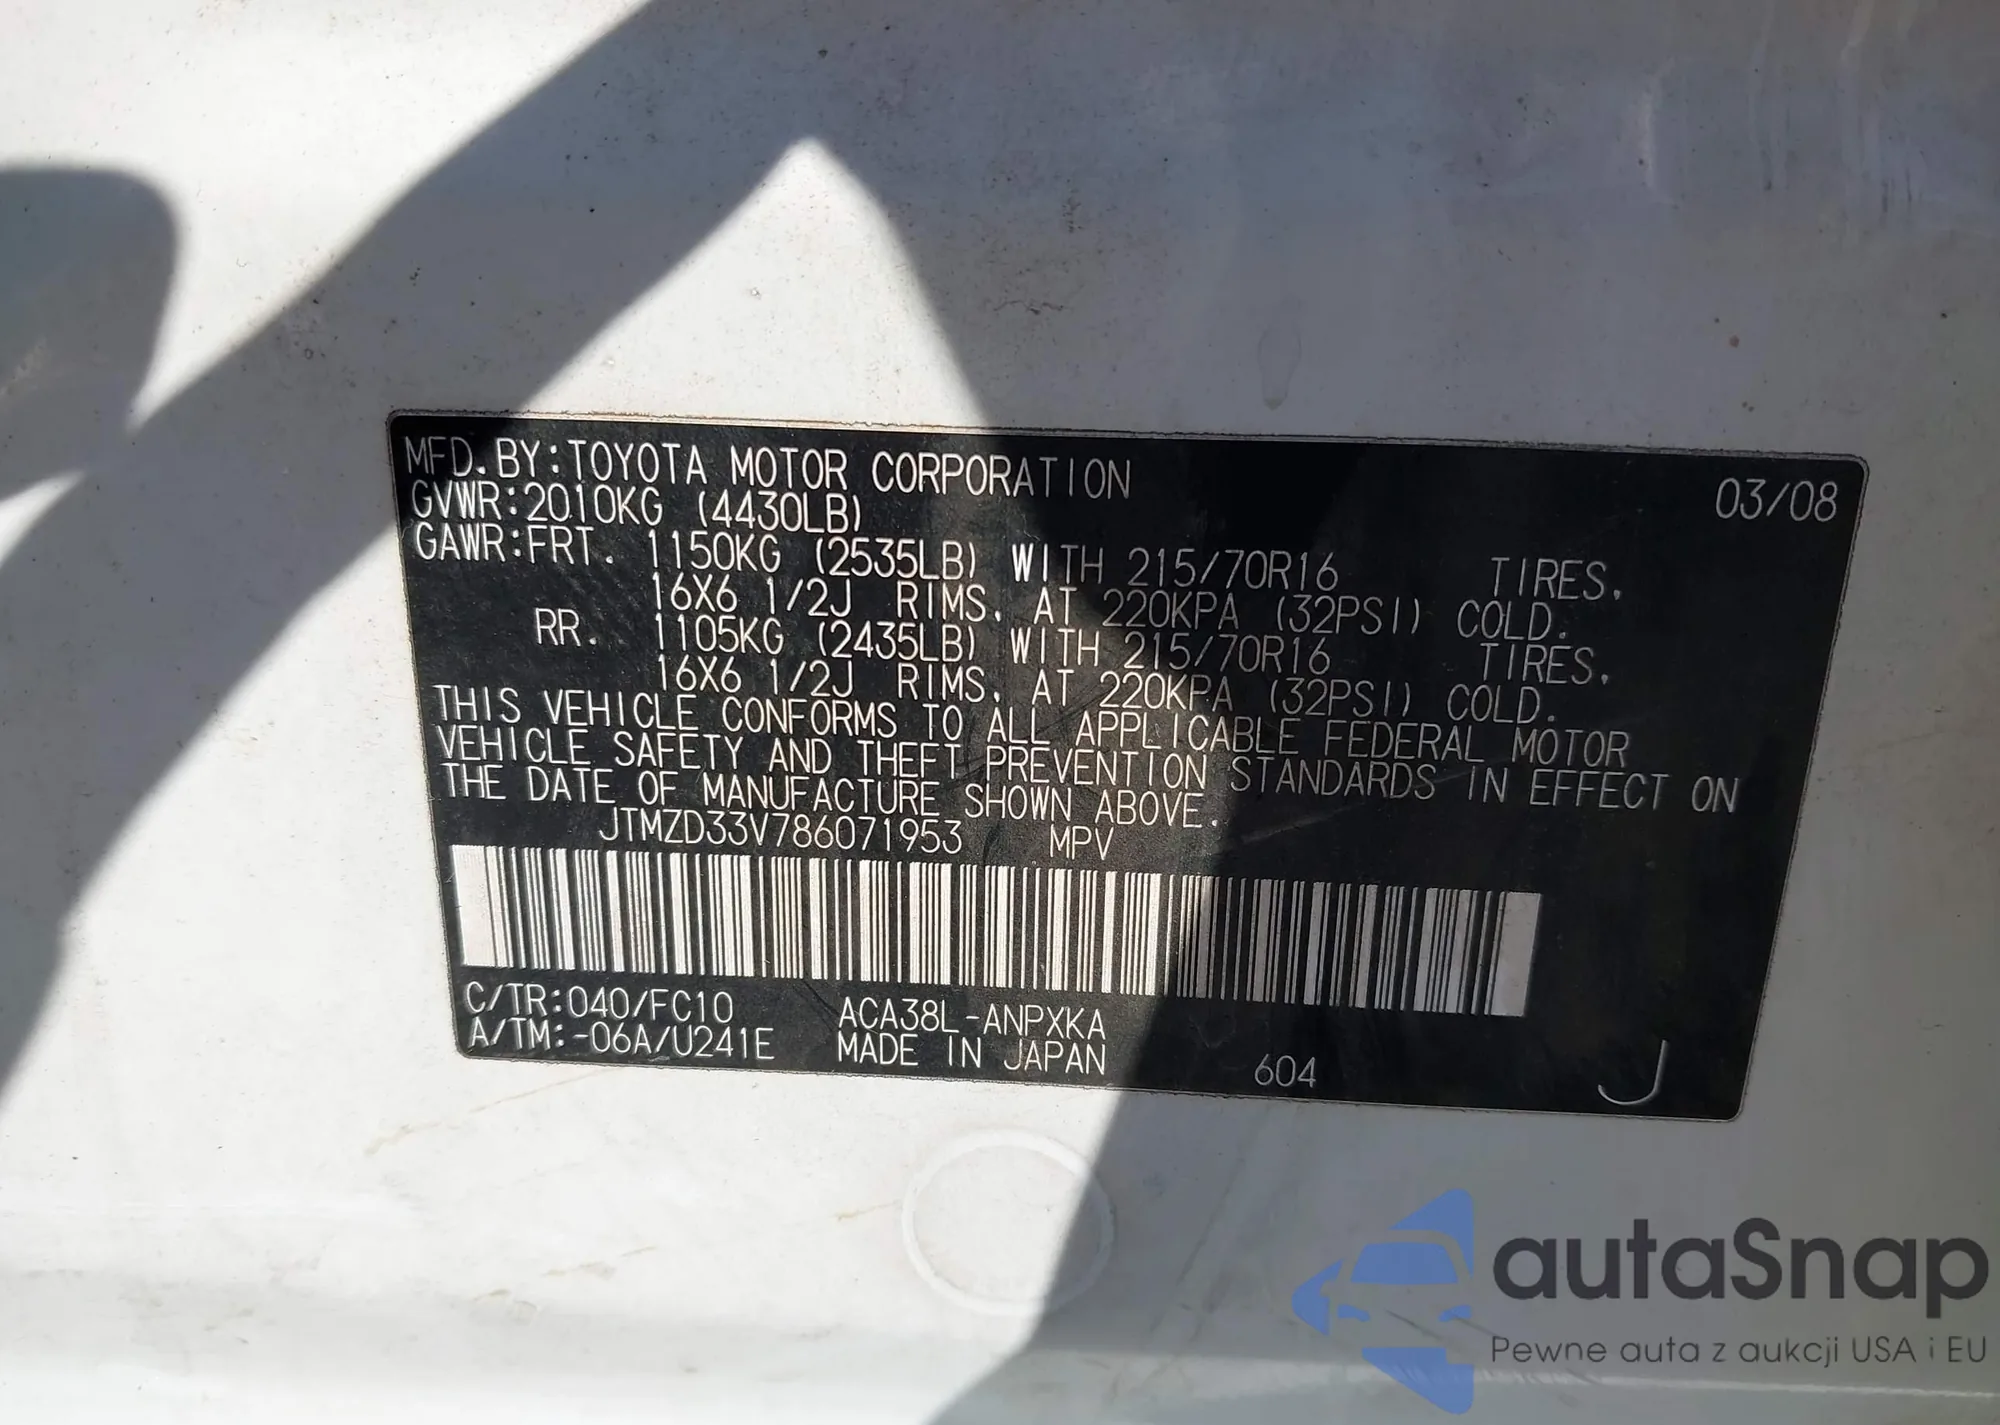 MFD.BY:TOYOTA MOTOR CORPORATION 03/08
GVWR:2010KG (4430LB)
GAWR:FRT. 1150KG (2535LB) WITH 215/70R16 TIRES,
16X6 1/2J RIMS, AT 220KPA (32PSI) COLD.
RR. 1105KG (2435LB) WITH 215/70R16 TIRES,
16X6 1/2J RIMS, AT 220KPA (32PSI) COLD.
THIS VEHICLE CONFORMS TO ALL APPLICABLE FEDERAL MOTOR
VEHICLE SAFETY AND THEFT PREVENTION STANDARDS IN EFFECT ON
THE DATE OF MANUFACTURE SHOWN ABOVE.
JTMZD33V786071953 MPV
C/TR:040/FC10 ACA38L-ANPXKA
A/TM:-06A/U241E MADE IN JAPAN 604 J
autaSnap
Pewne auta z aukcji USA i EU